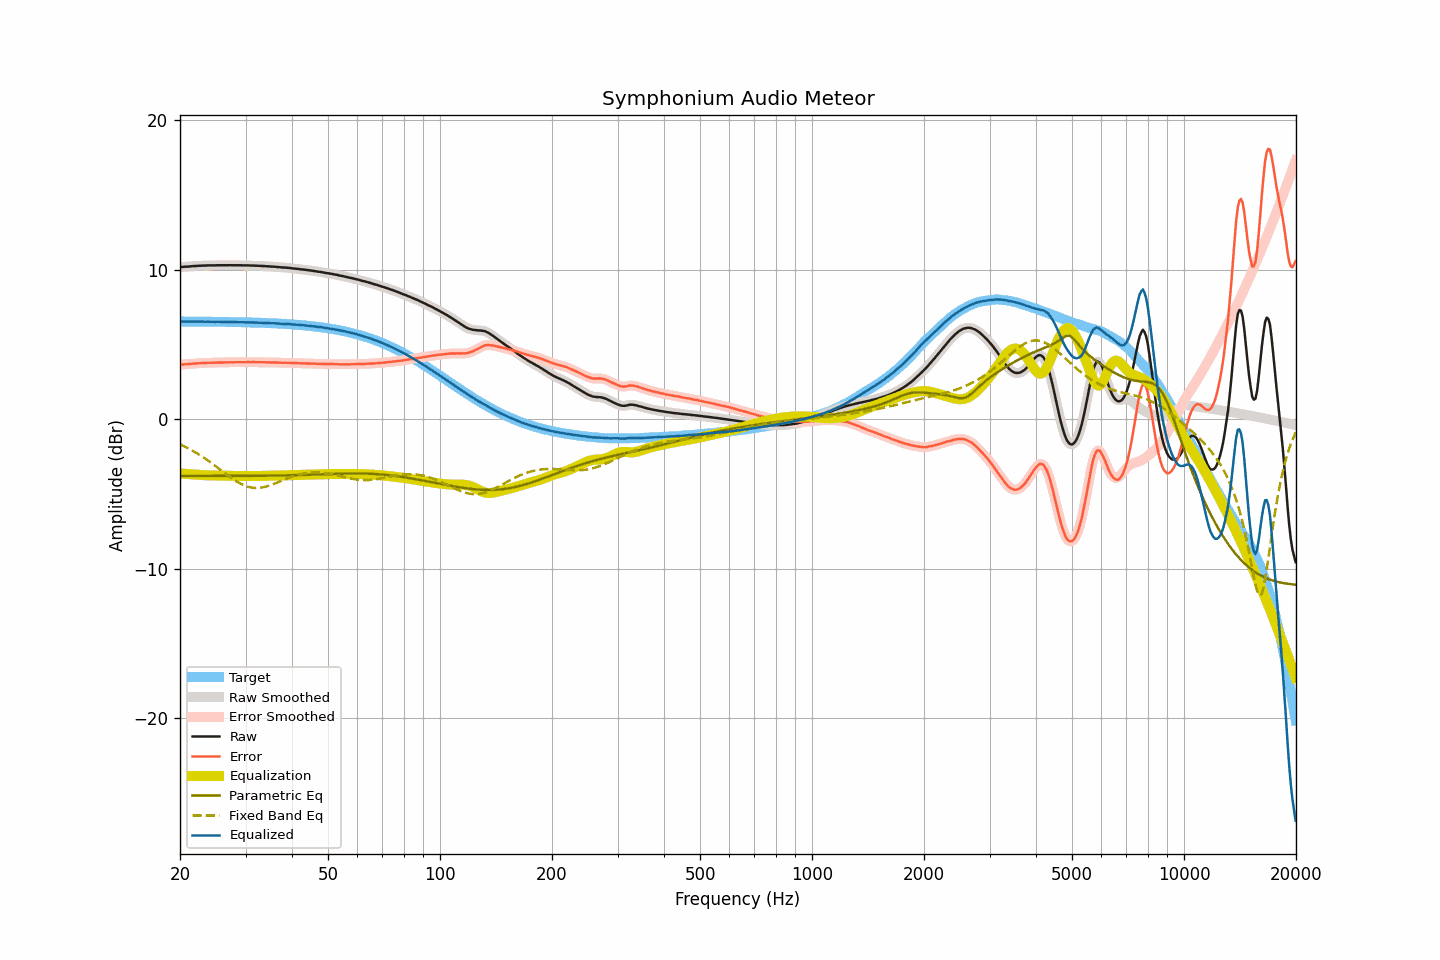 Symphonium Audio Meteor
20
10
0
−10
−20
Amplitude (dBr)
Target
Raw Smoothed
Error Smoothed
Raw
Error
Equalization
Parametric Eq
Fixed Band Eq
Equalized
20 50 100 200 500 1000 2000 5000 10000 20000
Frequency (Hz)